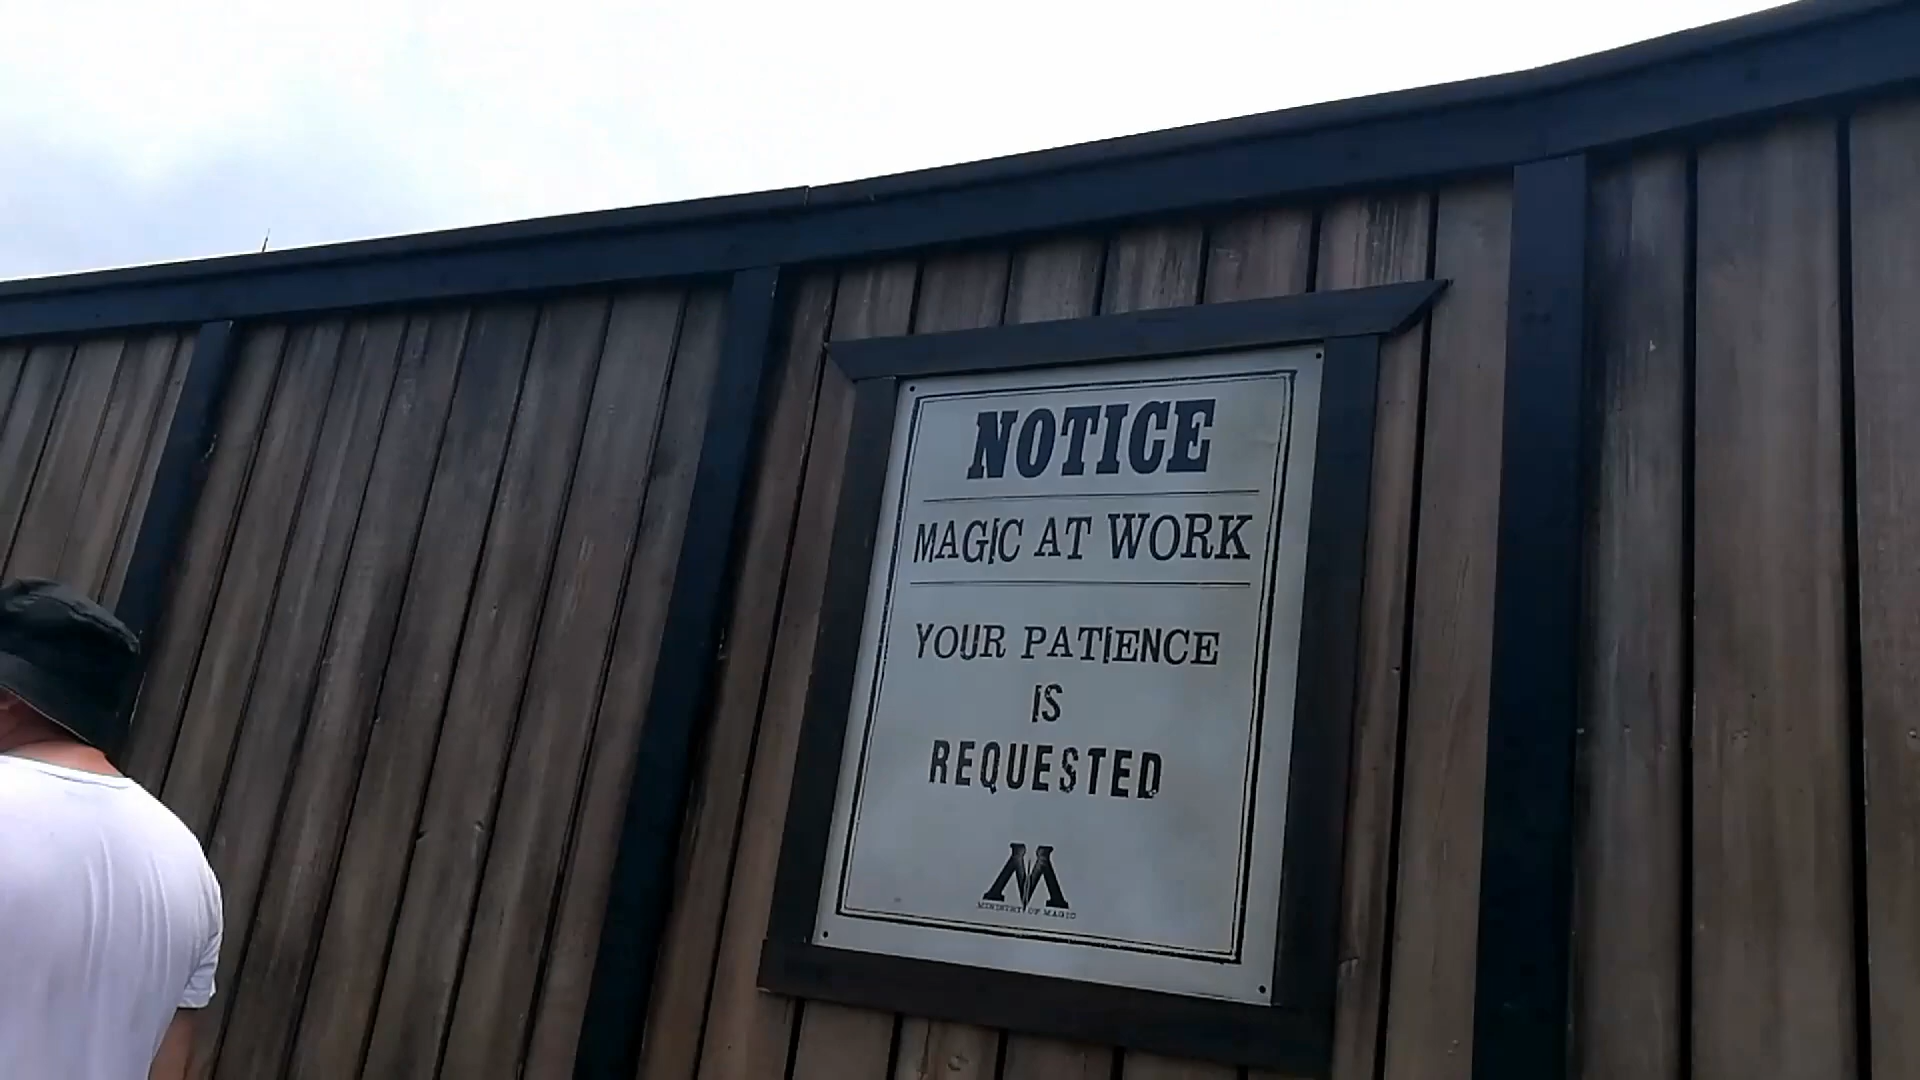 NOTICE
MAGIC AT WORK
YOUR PATIENCE
IS
REQUESTED
M
MINISTRY OF MAGIC